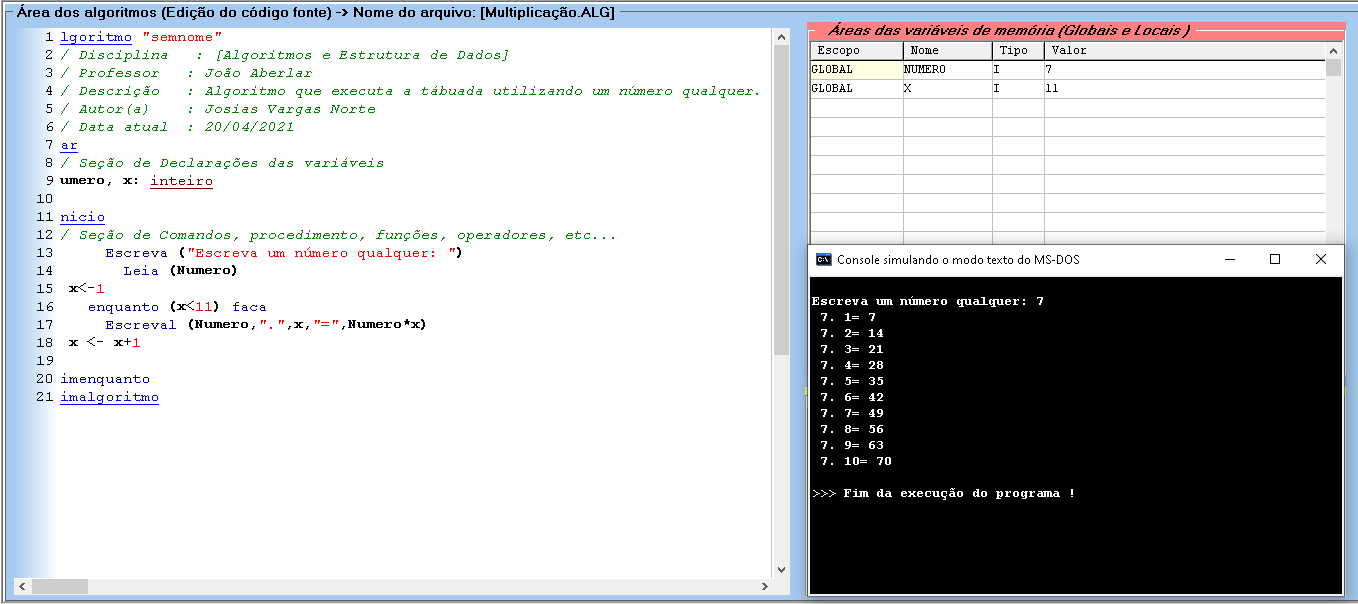 Área dos algoritmos (Edição do código fonte) -> Nome do arquivo: [Multiplicação.ALG]
1 lgoritmo "semnome"
2 / Disciplina   : [Algoritmos e Estrutura de Dados]
3 / Professor   : João Aberlar
4 / Descrição   : Algoritmo que executa a tábuada utilizando um número qualquer.
5 / Autor(a)    : Josias Vargas Norte
6 / Data atual  : 20/04/2021
7 ar
8 / Seção de Declarações das variáveis
9 umero, x: inteiro
10
11 nicio
12 / Seção de Comandos, procedimento, funções, operadores, etc...
13      Escreva ("Escreva um número qualquer: ")
14        Leia (Numero)
15  x<-1
16    enquanto (x<11) faca
17      Escreval (Numero,".",x,"=",Numero*x)
18  x <- x+1
19
20 imenquanto
21 imalgoritmo
Áreas das variáveis de memória (Globais e Locais )
Escopo Nome Tipo Valor
GLOBAL NUMERO I 7
GLOBAL X I 11
C:\ Console simulando o modo texto do MS-DOS
Escreva um número qualquer: 7
7. 1= 7
7. 2= 14
7. 3= 21
7. 4= 28
7. 5= 35
7. 6= 42
7. 7= 49
7. 8= 56
7. 9= 63
7. 10= 70
>>> Fim da execução do programa !